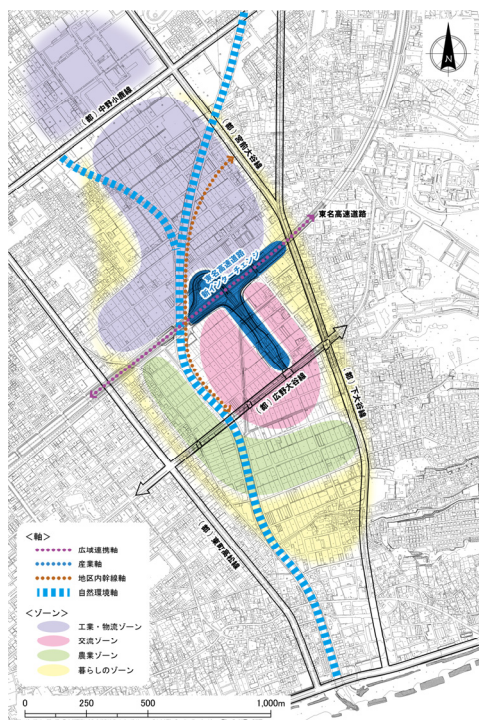 N
(都)中野小鹿線
(都)宮前大谷線
東名高速道路
東名高速道路
新インターチェンジ
(都)広野大谷線
(都)下大谷線
(都)東町高松線
<軸>
広域連携軸
産業軸
地区内幹線軸
自然環境軸
<ゾーン>
工業・物流ゾーン
交流ゾーン
農業ゾーン
暮らしのゾーン
0 250 500 1,000m